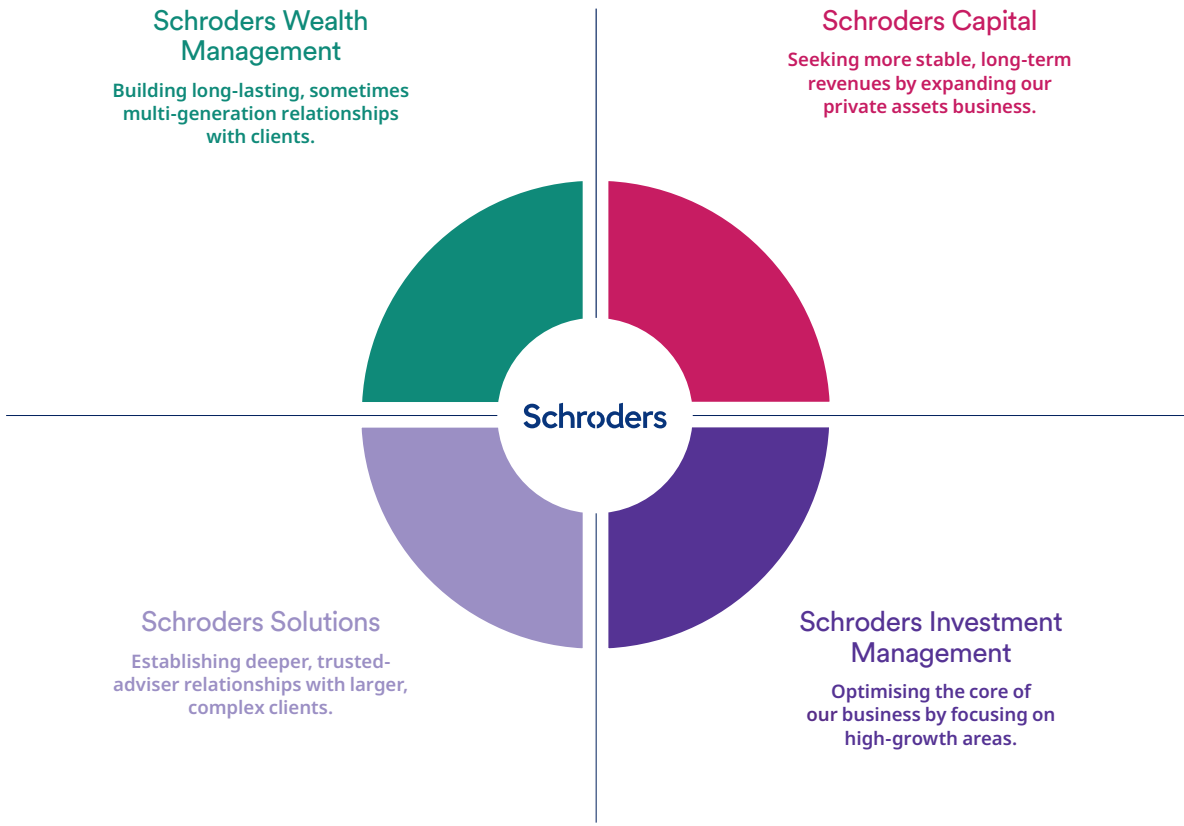 Schroders Wealth
Management
Building long-lasting, sometimes
multi-generation relationships
with clients.
Schroders Capital
Seeking more stable, long-term
revenues by expanding our
private assets business.
Schroders
Schroders Solutions
Establishing deeper, trusted-
adviser relationships with larger,
complex clients.
Schroders Investment
Management
Optimising the core of
our business by focusing on
high-growth areas.